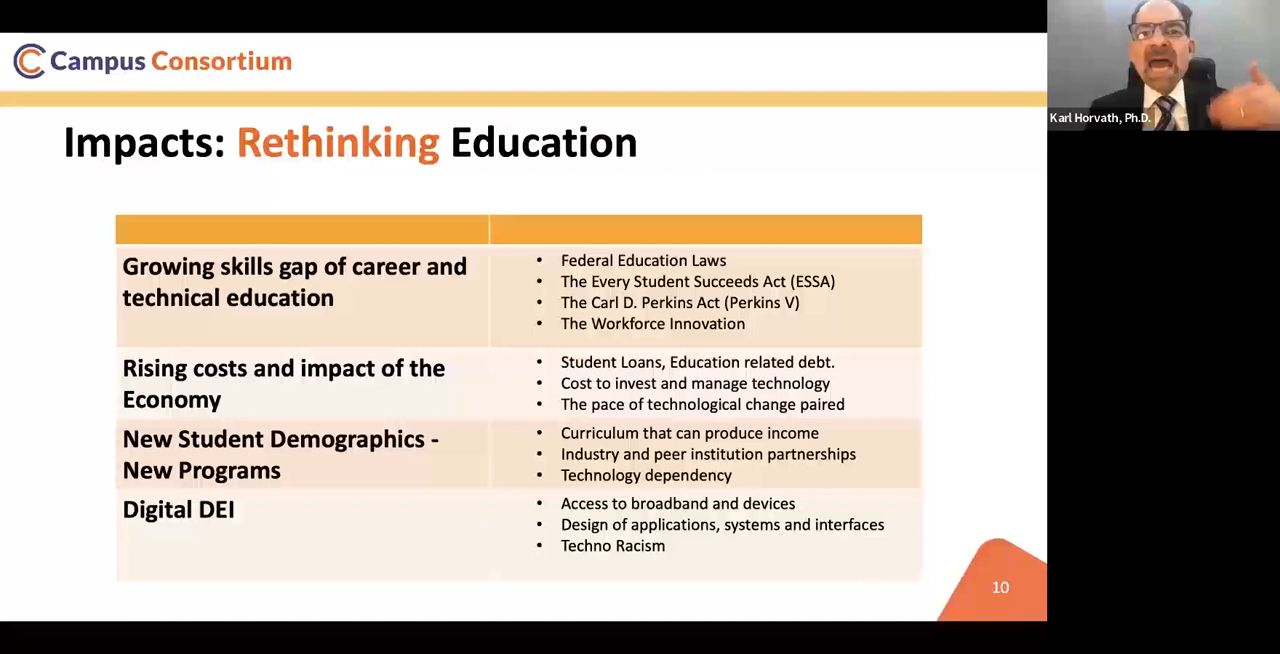 Campus Consortium
Karl Horvath, Ph.D.
Impacts: Rethinking Education
Growing skills gap of career and
technical education
• Federal Education Laws
• The Every Student Succeeds Act (ESSA)
• The Carl D. Perkins Act (Perkins V)
• The Workforce Innovation
Rising costs and impact of the
Economy
• Student Loans, Education related debt.
• Cost to invest and manage technology
• The pace of technological change paired
New Student Demographics -
New Programs
• Curriculum that can produce income
• Industry and peer institution partnerships
• Technology dependency
Digital DEI
• Access to broadband and devices
• Design of applications, systems and interfaces
• Techno Racism
10